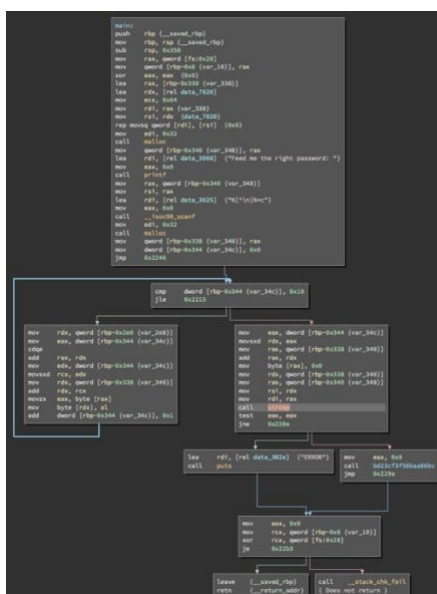 main:
push rbp {__saved_rbp}
mov rbp, rsp {__saved_rbp}
sub rsp, 0x350
mov rax, qword [fs:0x28]
mov qword [rbp-0x8 {var_10}], rax
xor eax, eax {0x0}
lea rax, [rbp-0x330 {var_338}]
lea rdx, [rel data_7020]
mov ecx, 0x64
mov rdi, rax {var_338}
mov rsi, rdx {data_7020}
rep movsq qword [rdi], [rsi] {0x0}
mov edi, 0x32
call malloc
mov qword [rbp-0x340 {var_348}], rax
lea rdi, [rel data_3008] {"Feed me the right password: "}
mov eax, 0x0
call printf
mov rax, qword [rbp-0x340 {var_348}]
mov rsi, rax
lea rdi, [rel data_3025] {"%[^\n]%*c"}
mov eax, 0x0
call __isoc99_scanf
mov edi, 0x32
call malloc
mov qword [rbp-0x338 {var_340}], rax
mov dword [rbp-0x344 {var_34c}], 0x0
jmp 0x2246
cmp dword [rbp-0x344 {var_34c}], 0x10
jle 0x2215
mov rdx, qword [rbp-0x2e0 {var_2e8}]
mov eax, dword [rbp-0x344 {var_34c}]
cdqe
add rax, rdx
mov edx, dword [rbp-0x344 {var_34c}]
movsxd rcx, edx
mov rdx, qword [rbp-0x338 {var_340}]
add rdx, rcx
movzx eax, byte [rax]
mov byte [rdx], al
add dword [rbp-0x344 {var_34c}], 0x1
mov eax, dword [rbp-0x344 {var_34c}]
movsxd rdx, eax
mov rax, qword [rbp-0x338 {var_340}]
add rax, rdx
mov byte [rax], 0x0
mov rdx, qword [rbp-0x338 {var_340}]
mov rax, qword [rbp-0x340 {var_348}]
mov rsi, rdx
mov rdi, rax
call strcmp
test eax, eax
jne 0x228e
lea rdi, [rel data_302e] {"ERROR"}
call puts
mov eax, 0x0
call
jmp 0x229a
mov eax, 0x0
mov rcx, qword [rbp-0x8 {var_10}]
xor rcx, qword [fs:0x28]
je 0x22b3
leave {__saved_rbp}
retn {__return_addr}
call __stack_chk_fail
{ Does not return }